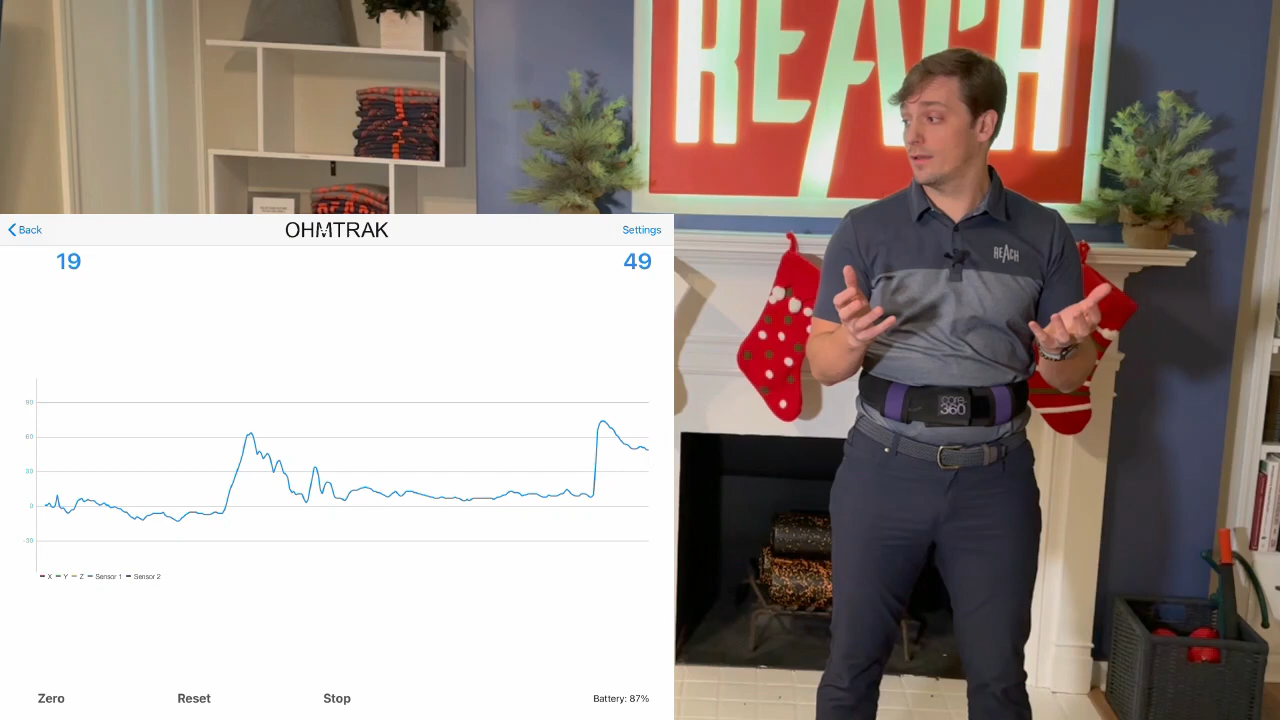 REACH
Back
OHMTRAK
Settings
19
49
REACH
90
60
30
0
-30
core
360
X Y Z Sensor 1 Sensor 2
Zero
Reset
Stop
Battery: 87%